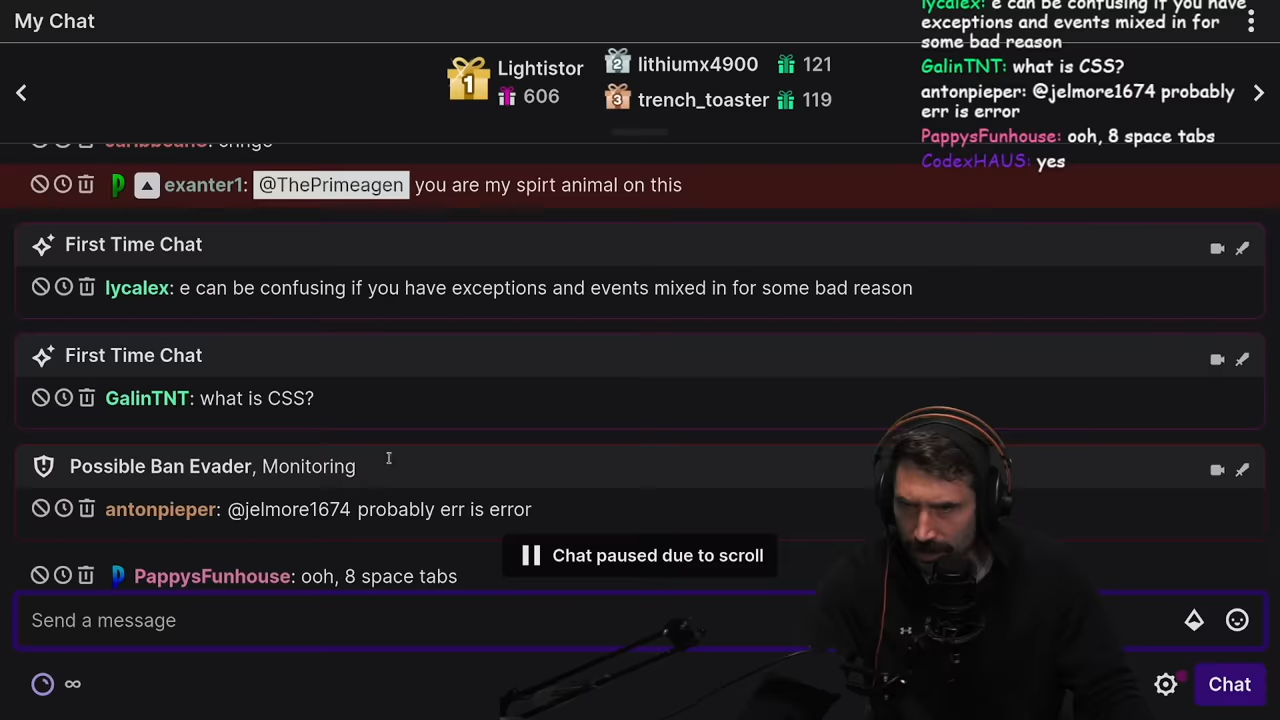 My Chat
lycalex: e can be confusing if you have
exceptions and events mixed in for
some bad reason
GalinTNT: what is CSS?
antonpieper: @jelmore1674 probably
err is error
PappysFunhouse: ooh, 8 space tabs
CodexHAUS: yes
1 Lightistor
606
2 lithiumx4900 121
3 trench_toaster 119
exanter1: @ThePrimeagen you are my spirt animal on this
First Time Chat
lycalex: e can be confusing if you have exceptions and events mixed in for some bad reason
First Time Chat
GalinTNT: what is CSS?
Possible Ban Evader, Monitoring
antonpieper: @jelmore1674 probably err is error
Chat paused due to scroll
PappysFunhouse: ooh, 8 space tabs
Send a message
∞
Chat